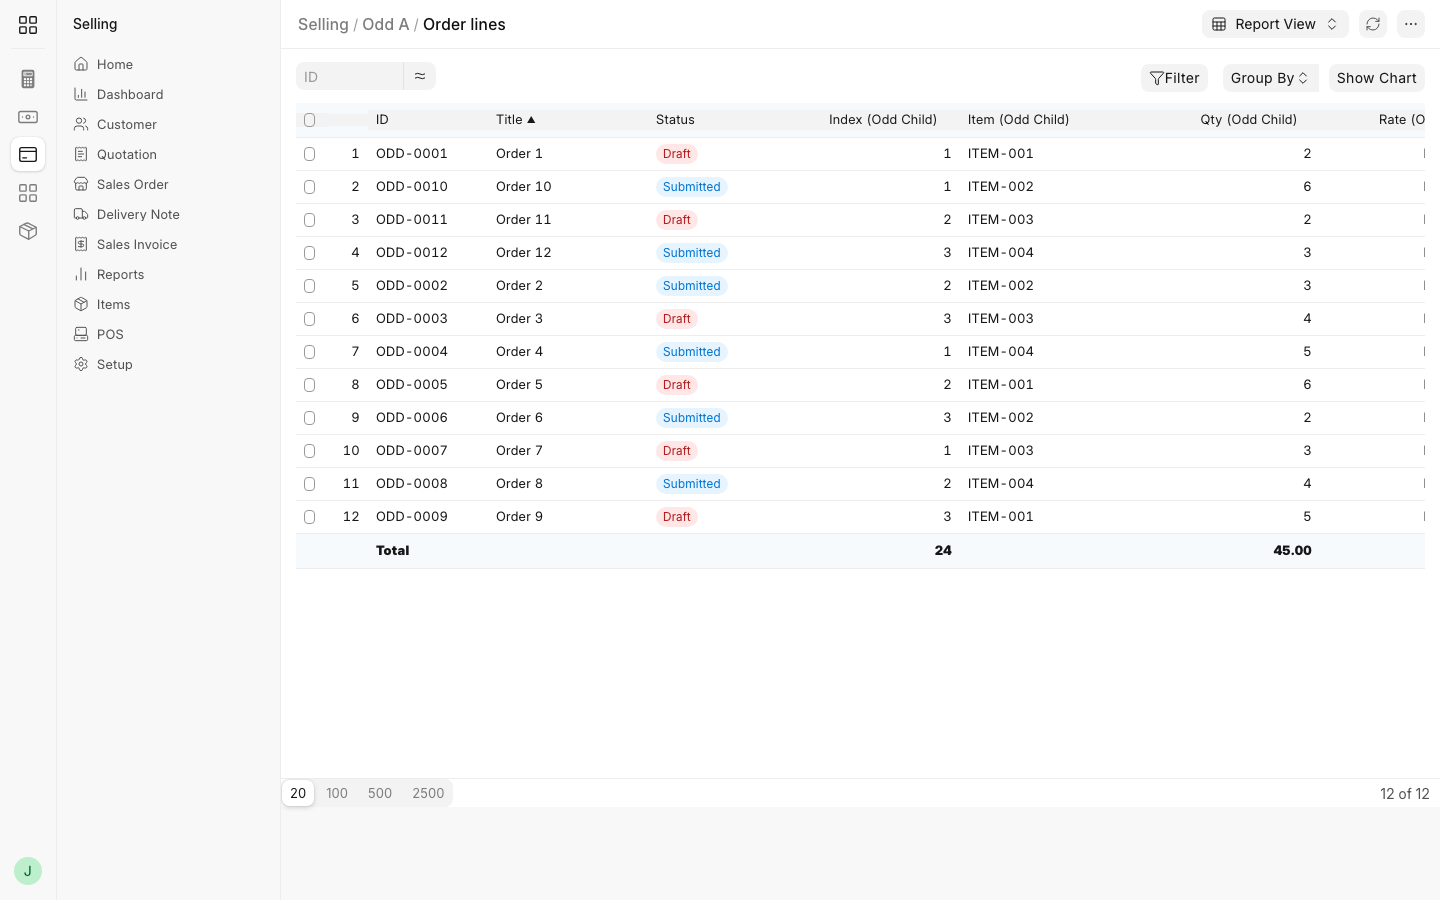 Selling
Home
Dashboard
Customer
Quotation
Sales Order
Delivery Note
Sales Invoice
Reports
Items
POS
Setup
J
Selling / Odd A / Order lines
Report View
ID ≈
Filter
Group By
Show Chart
ID Title ▲ Status Index (Odd Child) Item (Odd Child) Qty (Odd Child) Rate (O
1 ODD-0001 Order 1 Draft 1 ITEM-001 2
2 ODD-0010 Order 10 Submitted 1 ITEM-002 6
3 ODD-0011 Order 11 Draft 2 ITEM-003 2
4 ODD-0012 Order 12 Submitted 3 ITEM-004 3
5 ODD-0002 Order 2 Submitted 2 ITEM-002 3
6 ODD-0003 Order 3 Draft 3 ITEM-003 4
7 ODD-0004 Order 4 Submitted 1 ITEM-004 5
8 ODD-0005 Order 5 Draft 2 ITEM-001 6
9 ODD-0006 Order 6 Submitted 3 ITEM-002 2
10 ODD-0007 Order 7 Draft 1 ITEM-003 3
11 ODD-0008 Order 8 Submitted 2 ITEM-004 4
12 ODD-0009 Order 9 Draft 3 ITEM-001 5
Total 24 45.00
20 100 500 2500
12 of 12